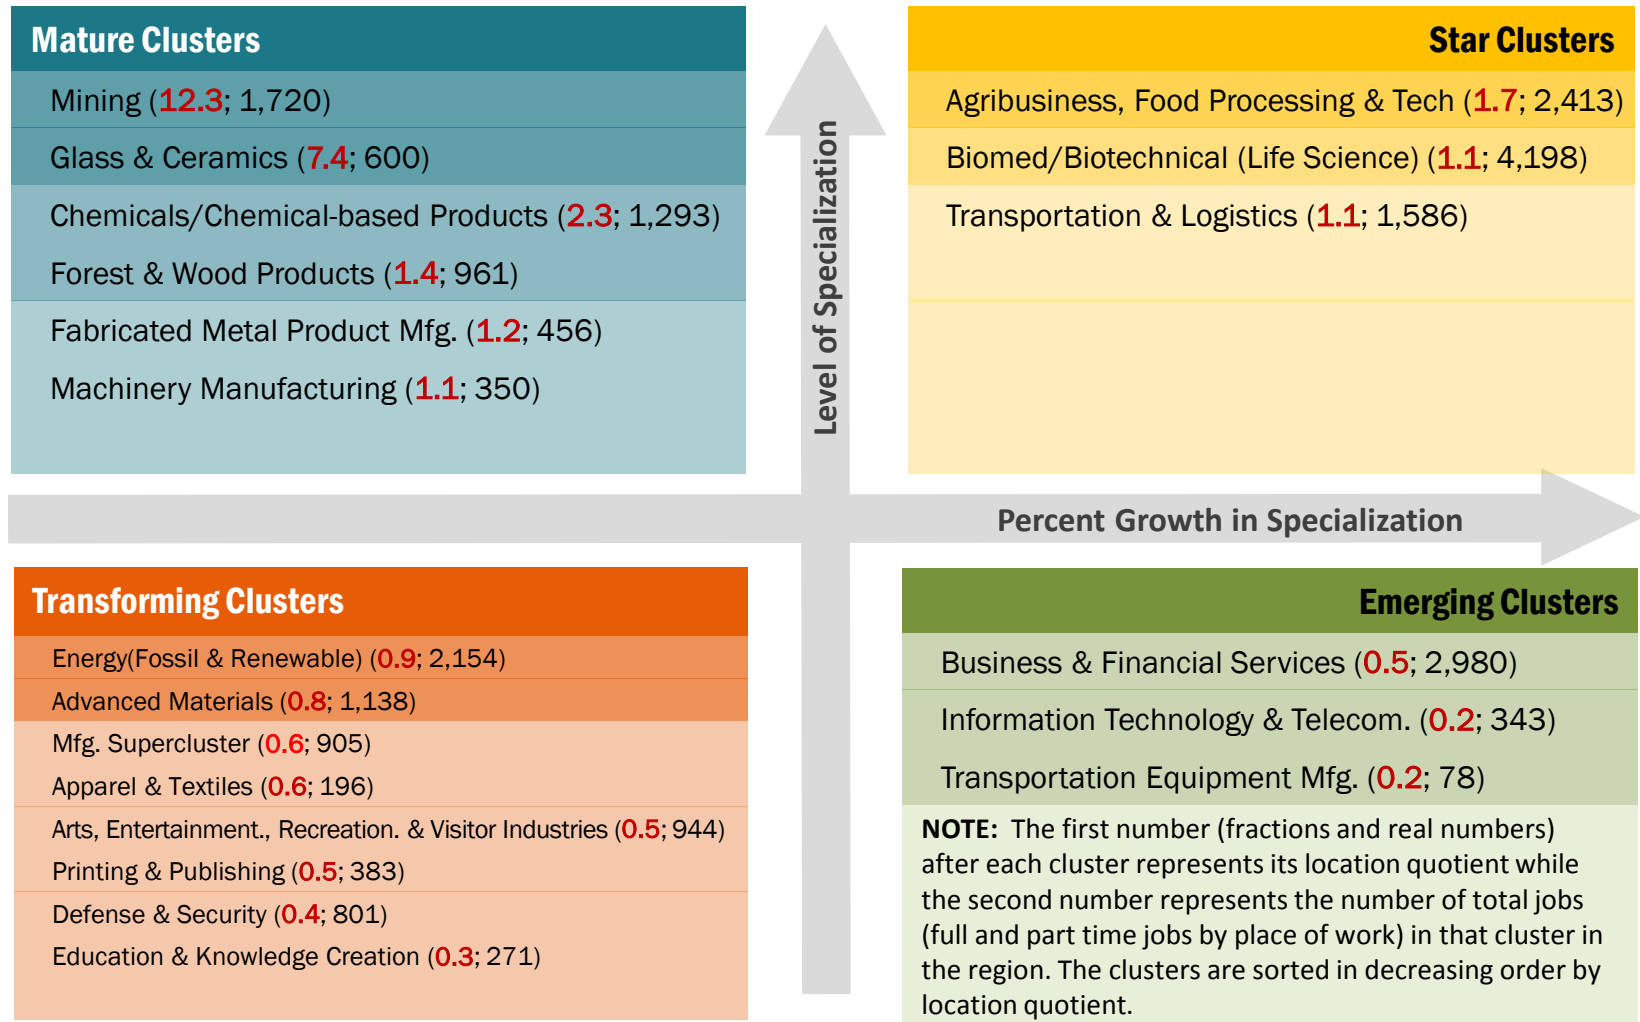 Mature Clusters
Mining (12.3; 1,720)
Glass & Ceramics (7.4; 600)
Chemicals/Chemical-based Products (2.3; 1,293)
Forest & Wood Products (1.4; 961)
Fabricated Metal Product Mfg. (1.2; 456)
Machinery Manufacturing (1.1; 350)
Level of Specialization
Star Clusters
Agribusiness, Food Processing & Tech (1.7; 2,413)
Biomed/Biotechnical (Life Science) (1.1; 4,198)
Transportation & Logistics (1.1; 1,586)
Percent Growth in Specialization
Transforming Clusters
Energy(Fossil & Renewable) (0.9; 2,154)
Advanced Materials (0.8; 1,138)
Mfg. Supercluster (0.6; 905)
Apparel & Textiles (0.6; 196)
Arts, Entertainment., Recreation. & Visitor Industries (0.5; 944)
Printing & Publishing (0.5; 383)
Defense & Security (0.4; 801)
Education & Knowledge Creation (0.3; 271)
Emerging Clusters
Business & Financial Services (0.5; 2,980)
Information Technology & Telecom. (0.2; 343)
Transportation Equipment Mfg. (0.2; 78)
NOTE: The first number (fractions and real numbers)
after each cluster represents its location quotient while
the second number represents the number of total jobs
(full and part time jobs by place of work) in that cluster in
the region. The clusters are sorted in decreasing order by
location quotient.